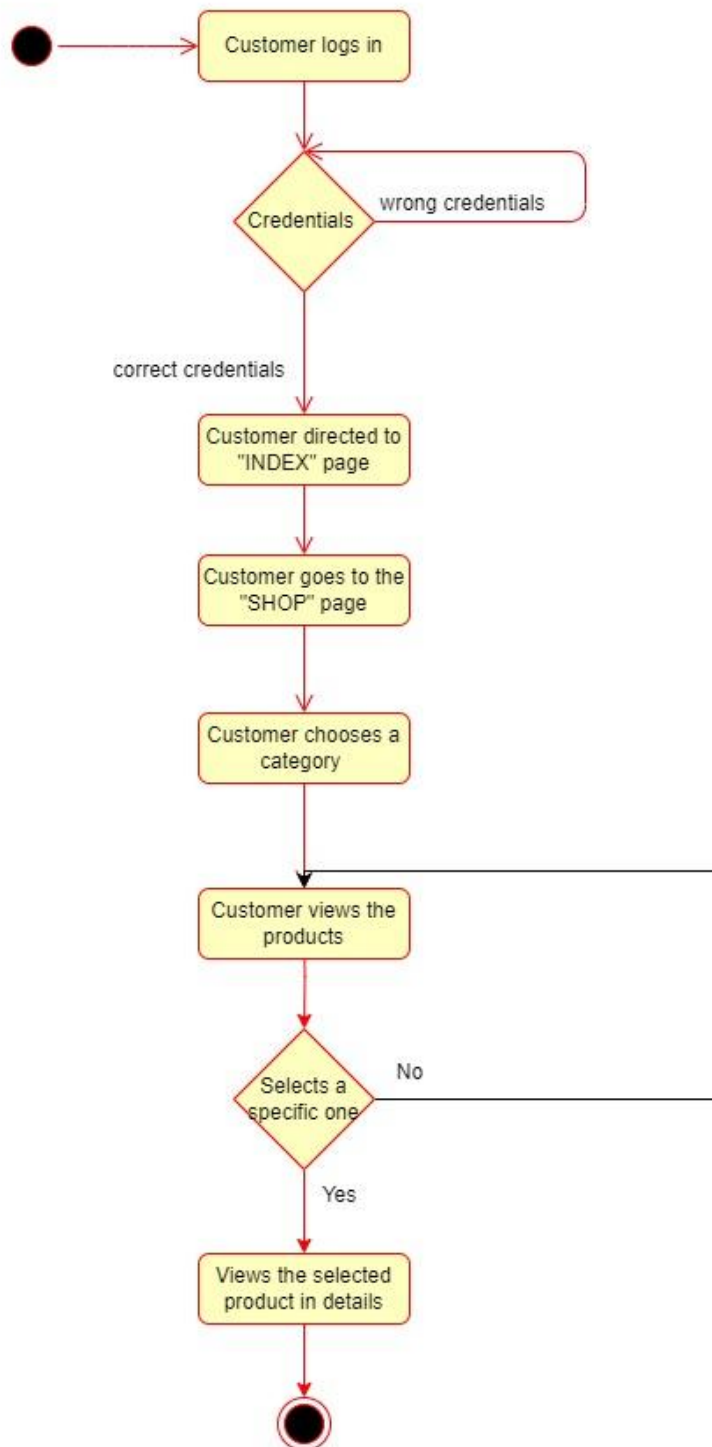 Customer logs in
Credentials
wrong credentials
correct credentials
Customer directed to
"INDEX" page
Customer goes to the
"SHOP" page
Customer chooses a
category
Customer views the
products
No
Selects a
specific one
Yes
Views the selected
product in details